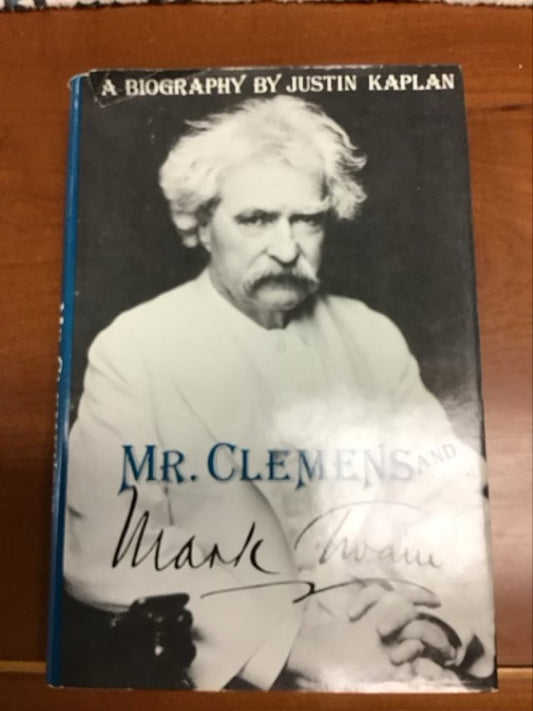 A BIOGRAPHY BY JUSTIN KAPLAN
MR. CLEMENS AND
Mark Twain